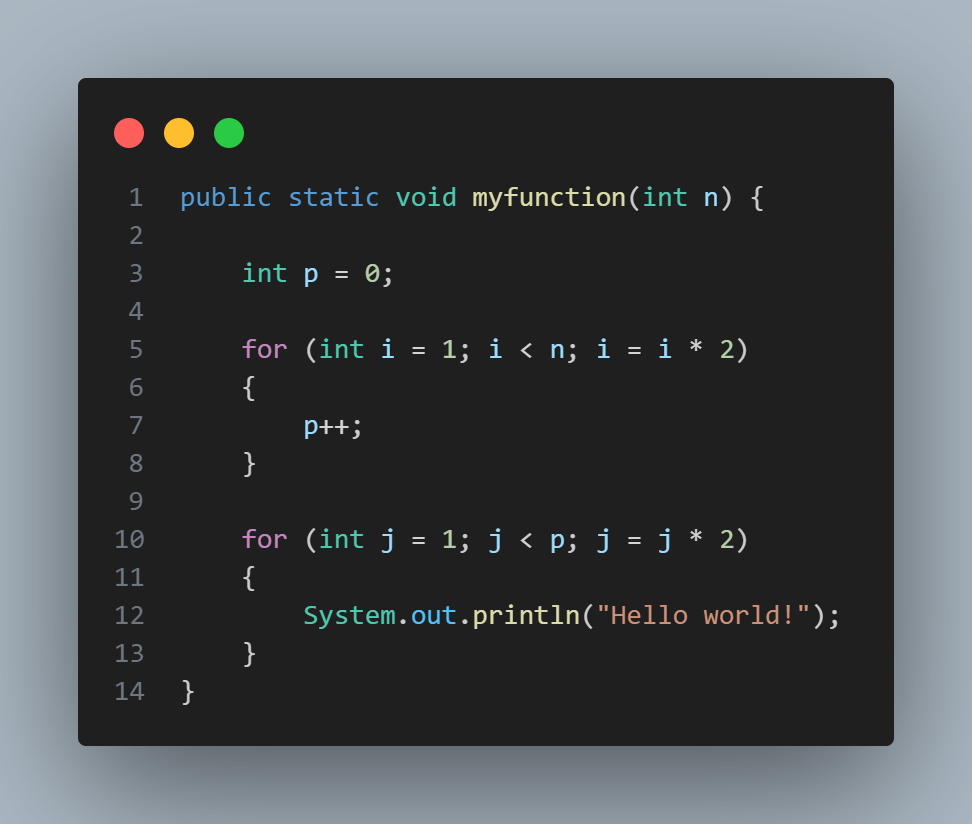 1 public static void myfunction(int n) {
2
3     int p = 0;
4
5     for (int i = 1; i < n; i = i * 2)
6     {
7         p++;
8     }
9
10     for (int j = 1; j < p; j = j * 2)
11     {
12         System.out.println("Hello world!");
13     }
14 }